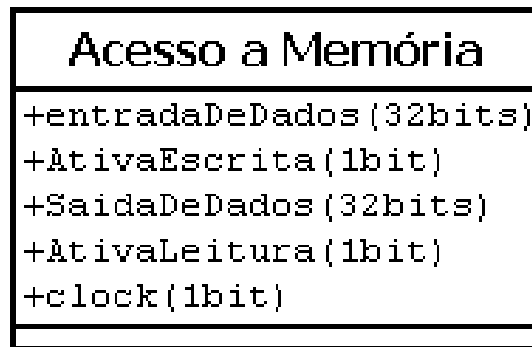 Acesso a Memória
+entradaDeDados(32bits)
+AtivaEscrita(1bit)
+SaidaDeDados(32bits)
+AtivaLeitura(1bit)
+clock(1bit)